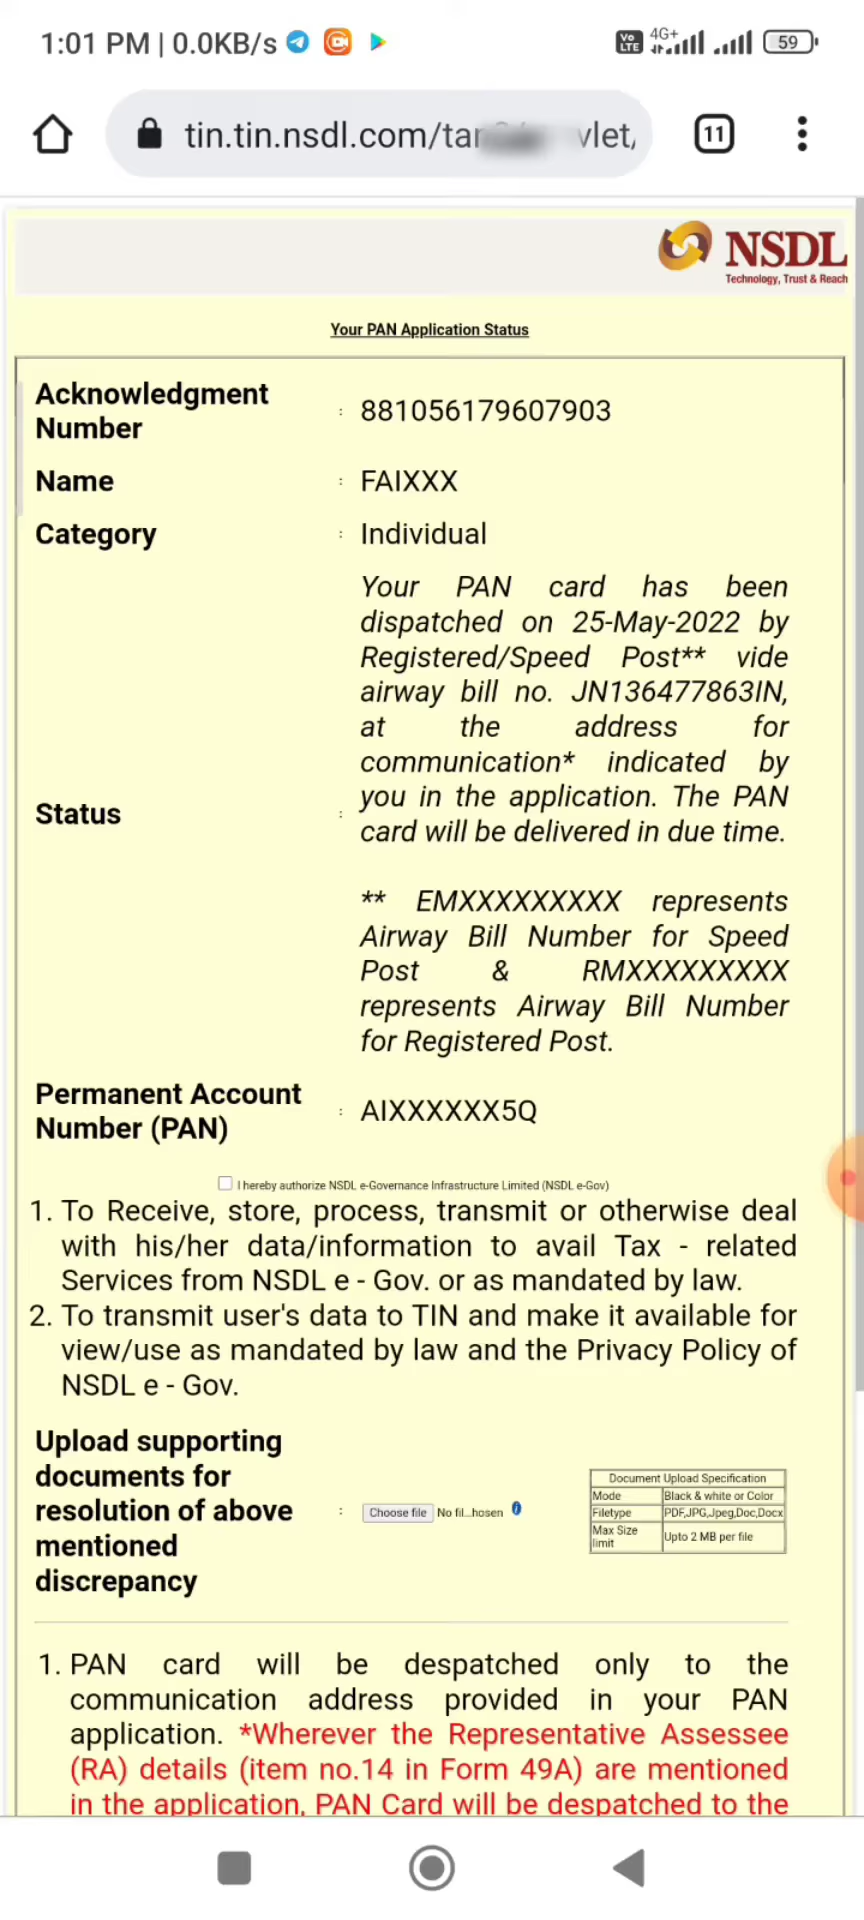 1:01 PM | 0.0KB/s
Vo LTE 4G+ 59
tin.tin.nsdl.com/tan vlet/
11
NSDL
Technology, Trust & Reach
Your PAN Application Status
Acknowledgment Number : 881056179607903
Name : FAIXXX
Category : Individual
Your PAN card has been
dispatched on 25-May-2022 by
Registered/Speed Post** vide
airway bill no. JN136477863IN,
at the address for
communication* indicated by
you in the application. The PAN
card will be delivered in due time.
Status :
** EMXXXXXXXXX represents
Airway Bill Number for Speed
Post & RMXXXXXXXXX
represents Airway Bill Number
for Registered Post.
Permanent Account Number (PAN) : AIXXXXXX5Q
I hereby authorize NSDL e-Governance Infrastructure Limited (NSDL e-Gov)
1. To Receive, store, process, transmit or otherwise deal
with his/her data/information to avail Tax - related
Services from NSDL e - Gov. or as mandated by law.
2. To transmit user's data to TIN and make it available for
view/use as mandated by law and the Privacy Policy of
NSDL e - Gov.
Upload supporting
documents for
resolution of above
mentioned
discrepancy
: Choose file No fil...hosen i
Document Upload Specification
Mode Black & white or Color
Filetype PDF,JPG,Jpeg,Doc,Docx
Max Size limit Upto 2 MB per file
1. PAN card will be despatched only to the
communication address provided in your PAN
application. *Wherever the Representative Assessee
(RA) details (item no.14 in Form 49A) are mentioned
in the application, PAN Card will be despatched to the